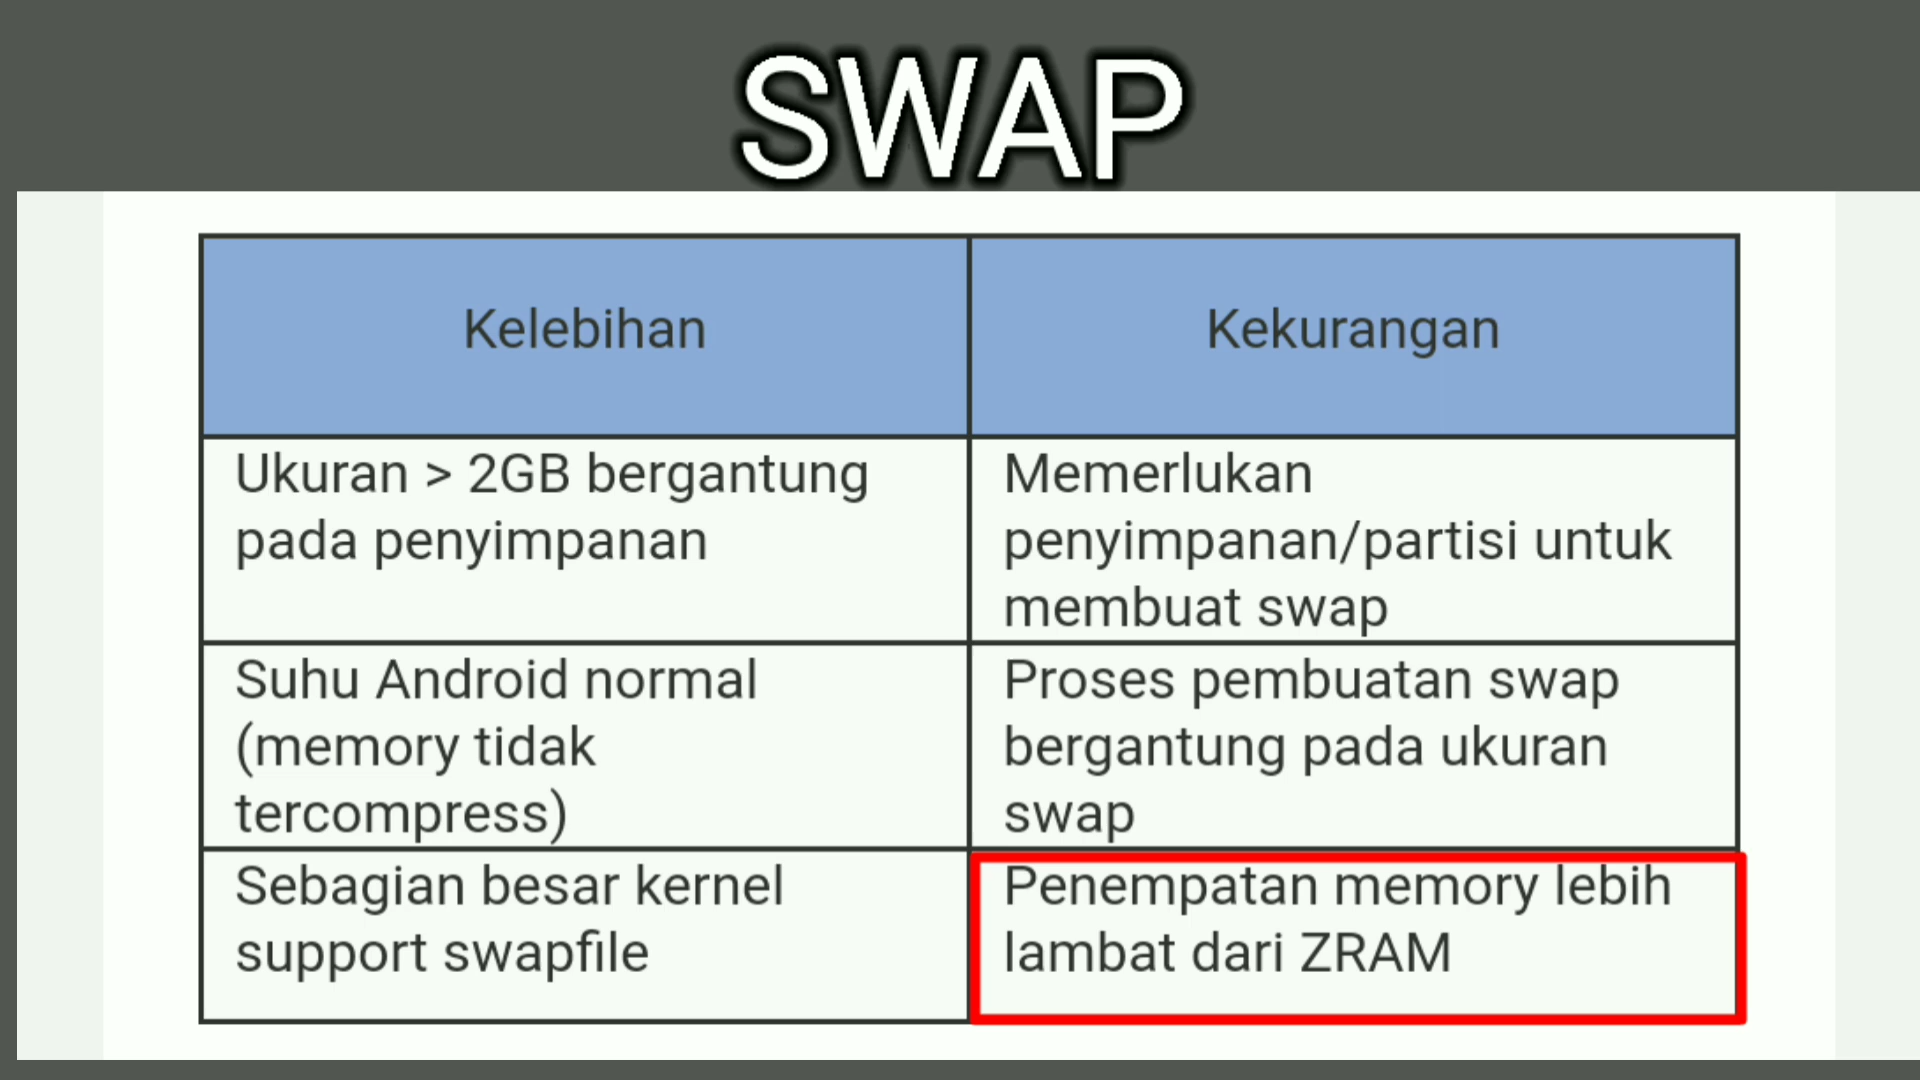 SWAP
Kelebihan
Kekurangan
Ukuran > 2GB bergantung
pada penyimpanan
Memerlukan
penyimpanan/partisi untuk
membuat swap
Suhu Android normal
(memory tidak
tercompress)
Proses pembuatan swap
bergantung pada ukuran
swap
Sebagian besar kernel
support swapfile
Penempatan memory lebih
lambat dari ZRAM